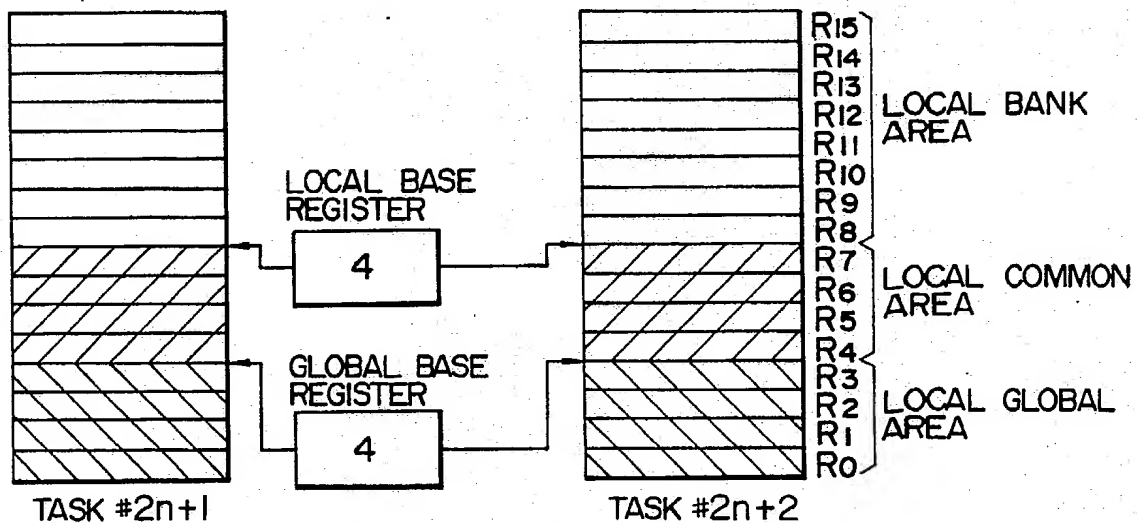 R15
R14
R13
R12
R11
R10
R9
R8
R7
R6
R5
R4
R3
R2
R1
R0
LOCAL BANK
AREA
LOCAL COMMON
AREA
LOCAL GLOBAL
AREA
LOCAL BASE
REGISTER
4
GLOBAL BASE
REGISTER
4
TASK #2n+1
TASK #2n+2